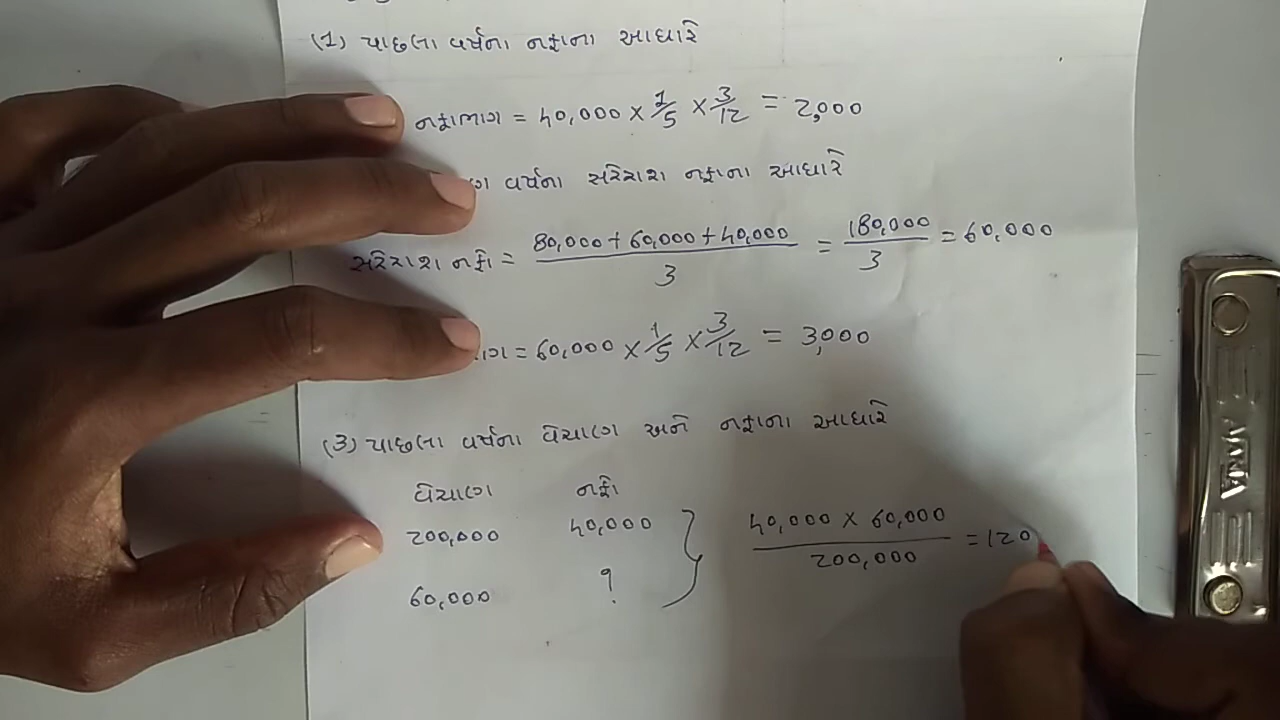 (1) પાછલા વર્ષના નફાના આધારે
નફાભાગ = 40,000 × 1/5 × 3/12 = 2,000
વર્ષના સરેરાશ નફાના આધારે
સરેરાશ નફો = 80,000 + 60,000 + 40,000 / 3 = 180,000 / 3 = 60,000
ભાગ = 60,000 × 1/5 × 3/12 = 3,000
(3) પાછલા વર્ષના વેચાણ અને નફાના આધારે
વેચાણ નફો
200,000 40,000
60,000 ?
40,000 × 60,000 / 200,000 = 120